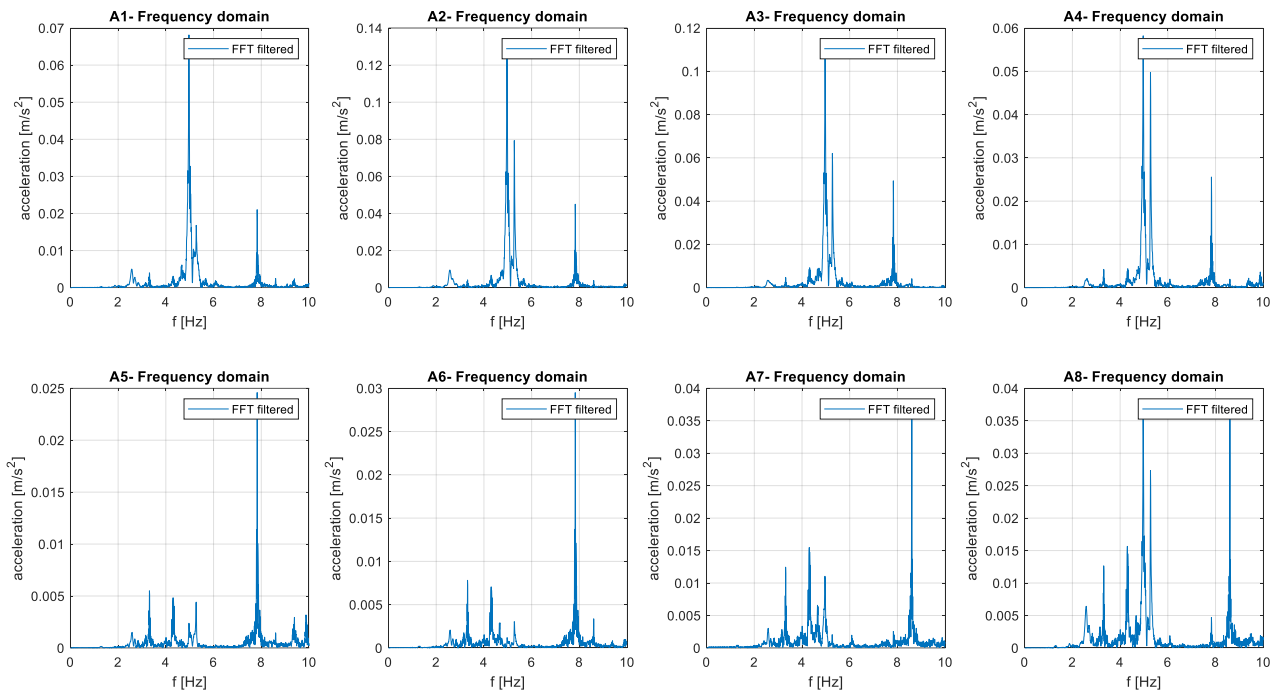 A1- Frequency domain
FFT filtered
acceleration [m/s²]
0.07
0.06
0.05
0.04
0.03
0.02
0.01
0
0 2 4 6 8 10
f [Hz]
A2- Frequency domain
FFT filtered
acceleration [m/s²]
0.14
0.12
0.1
0.08
0.06
0.04
0.02
0
0 2 4 6 8 10
f [Hz]
A3- Frequency domain
FFT filtered
acceleration [m/s²]
0.12
0.1
0.08
0.06
0.04
0.02
0
0 2 4 6 8 10
f [Hz]
A4- Frequency domain
FFT filtered
acceleration [m/s²]
0.06
0.05
0.04
0.03
0.02
0.01
0
0 2 4 6 8 10
f [Hz]
A5- Frequency domain
FFT filtered
acceleration [m/s²]
0.025
0.02
0.015
0.01
0.005
0
0 2 4 6 8 10
f [Hz]
A6- Frequency domain
FFT filtered
acceleration [m/s²]
0.03
0.025
0.02
0.015
0.01
0.005
0
0 2 4 6 8 10
f [Hz]
A7- Frequency domain
FFT filtered
acceleration [m/s²]
0.04
0.035
0.03
0.025
0.02
0.015
0.01
0.005
0
0 2 4 6 8 10
f [Hz]
A8- Frequency domain
FFT filtered
acceleration [m/s²]
0.04
0.035
0.03
0.025
0.02
0.015
0.01
0.005
0
0 2 4 6 8 10
f [Hz]